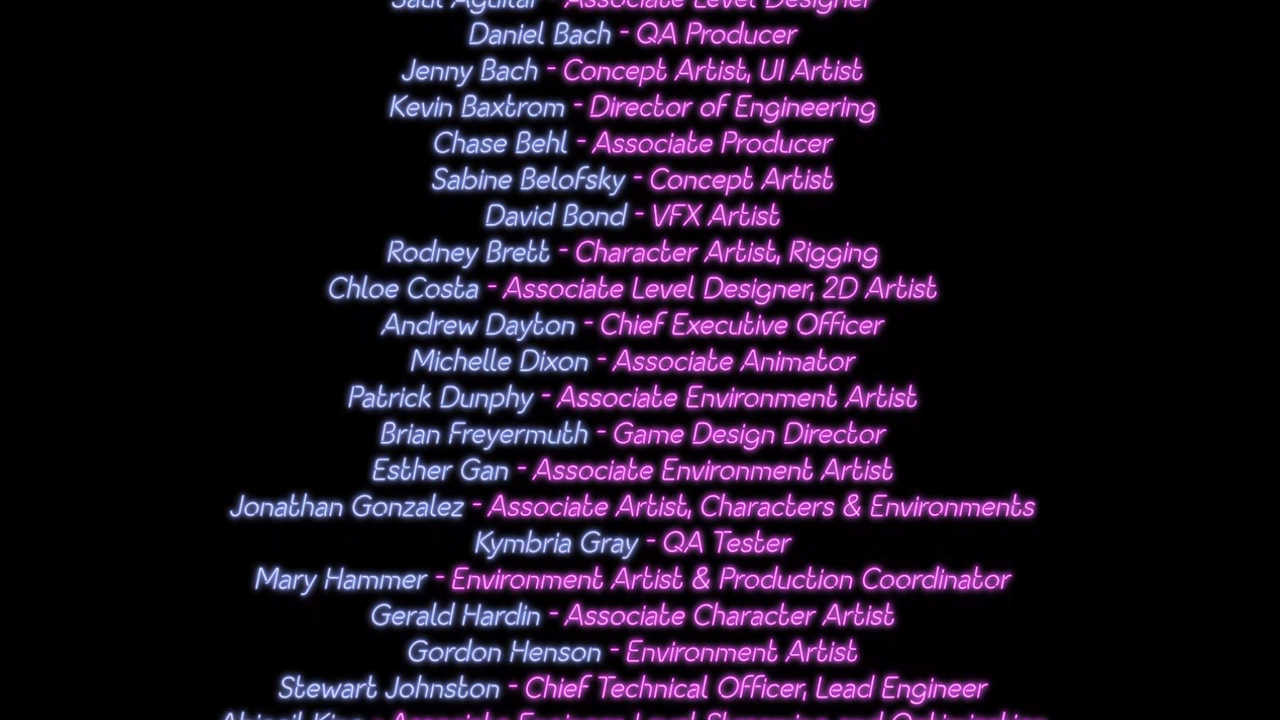 Saul Aguilar - Associate Level Designer
Daniel Bach - QA Producer
Jenny Bach - Concept Artist, UI Artist
Kevin Baxtrom - Director of Engineering
Chase Behl - Associate Producer
Sabine Belofsky - Concept Artist
David Bond - VFX Artist
Rodney Brett - Character Artist, Rigging
Chloe Costa - Associate Level Designer, 2D Artist
Andrew Dayton - Chief Executive Officer
Michelle Dixon - Associate Animator
Patrick Dunphy - Associate Environment Artist
Brian Freyermuth - Game Design Director
Esther Gan - Associate Environment Artist
Jonathan Gonzalez - Associate Artist, Characters & Environments
Kymbria Gray - QA Tester
Mary Hammer - Environment Artist & Production Coordinator
Gerald Hardin - Associate Character Artist
Gordon Henson - Environment Artist
Stewart Johnston - Chief Technical Officer, Lead Engineer